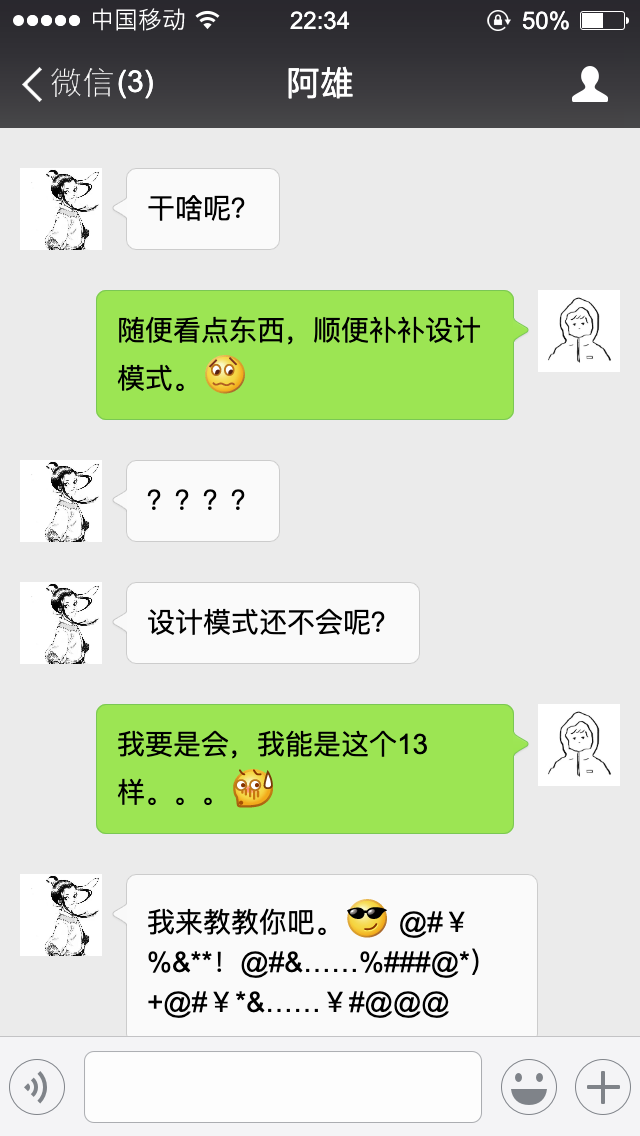 中国移动 22:34 50%
微信(3) 阿雄
干啥呢?
随便看点东西，顺便补补设计
模式。
？？？？
设计模式还不会呢?
我要是会，我能是这个13
样。。。
我来教教你吧。 @#￥
%&**！@#&……%###@*)
+@#￥*&……￥#@@@